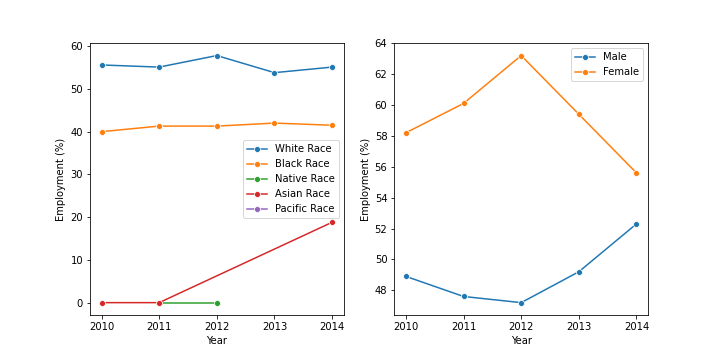 60
50
40
30
20
10
0
Employment (%)
2010 2011 2012 2013 2014
Year
White Race
Black Race
Native Race
Asian Race
Pacific Race
64
62
60
58
56
54
52
50
48
Employment (%)
2010 2011 2012 2013 2014
Year
Male
Female